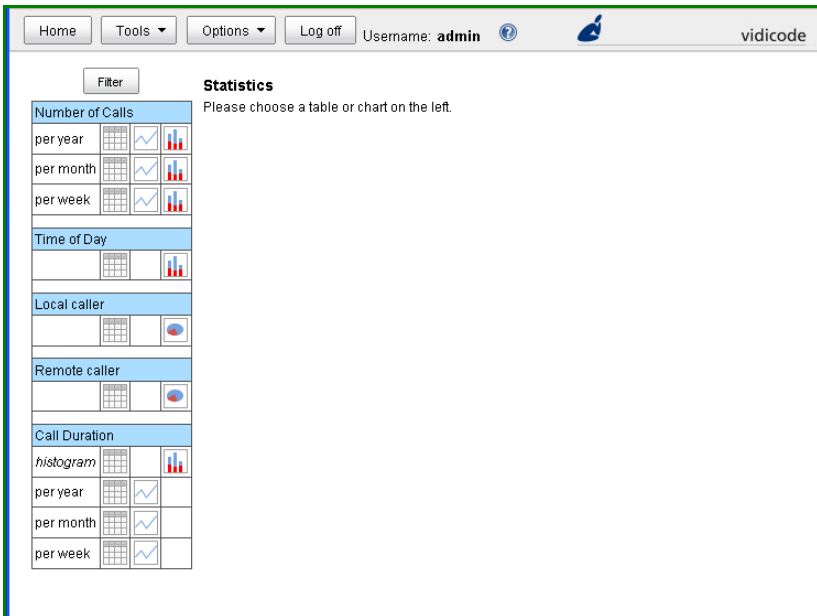 Home Tools Options Log off Username: admin ? vidicode
Filter
Statistics
Please choose a table or chart on the left.
Number of Calls
per year
per month
per week
Time of Day
Local caller
Remote caller
Call Duration
histogram
per year
per month
per week